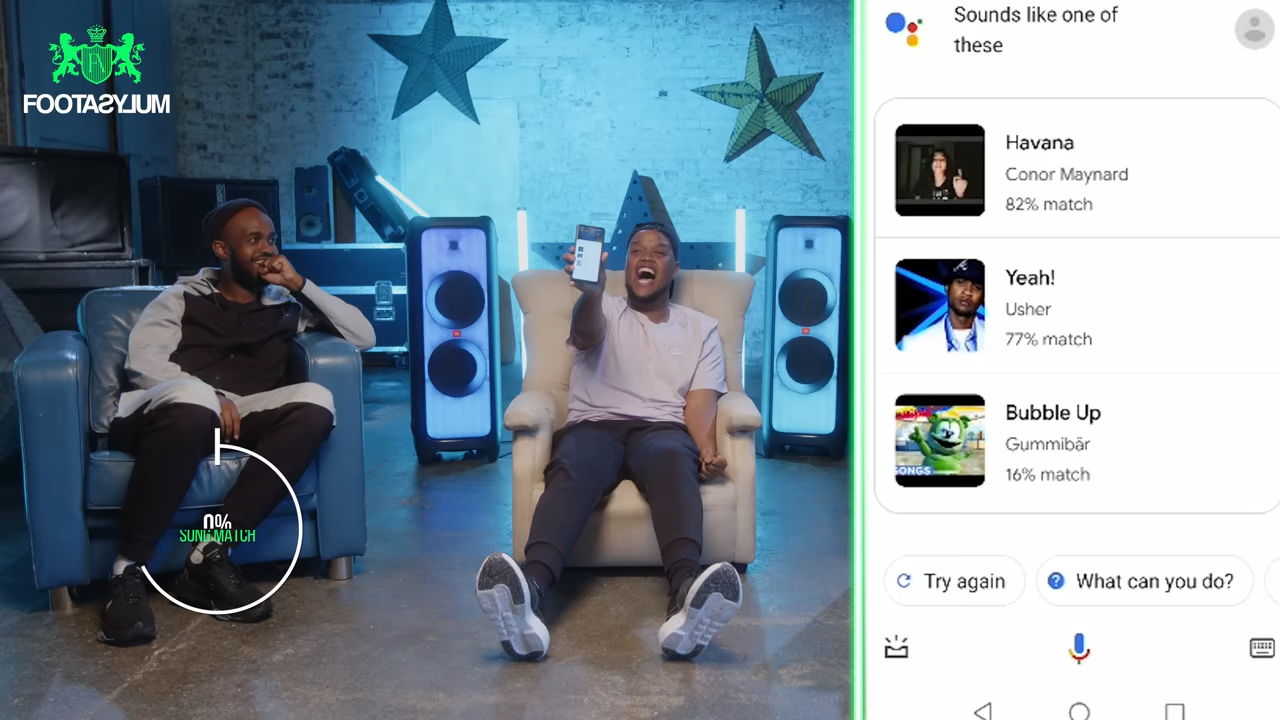 FOOTASYLUM
0%
SONG MATCH
Sounds like one of
these
Havana
Conor Maynard
82% match
Yeah!
Usher
77% match
SONGS
Bubble Up
Gummibär
16% match
Try again
What can you do?